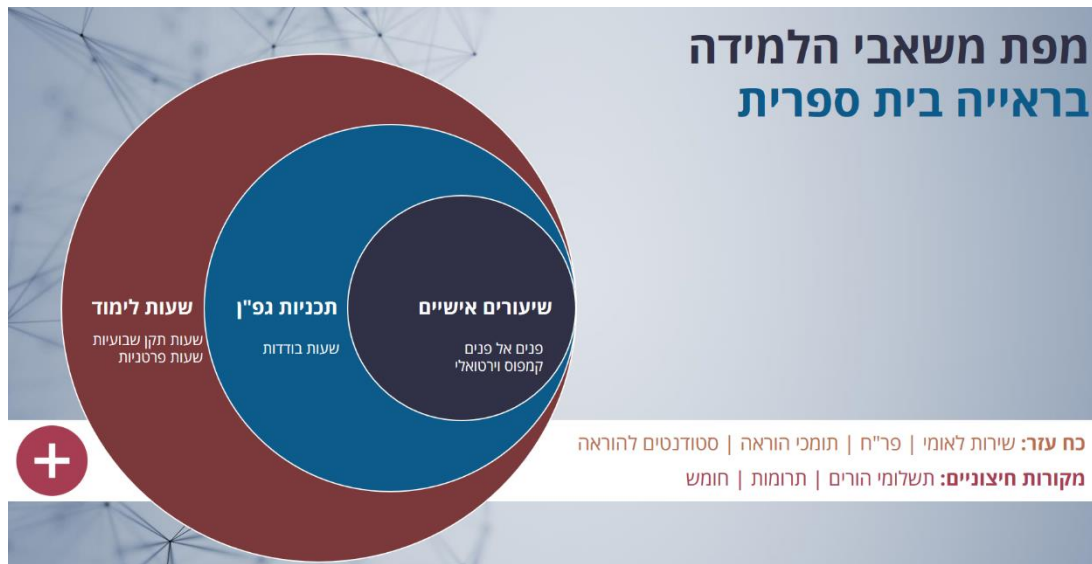 מפת משאבי הלמידה
בראייה בית ספרית
שיעורים אישיים
פנים אל פנים
קמפוס וירטואלי
תכניות גפ"ן
שעות בודדות
שעות לימוד
שעות תקן שבועיות
שעות פרטניות
כח עזר: שירות לאומי | פר"ח | תומכי הוראה | סטודנטים להוראה
מקורות חיצוניים: תשלומי הורים | תרומות | חומש